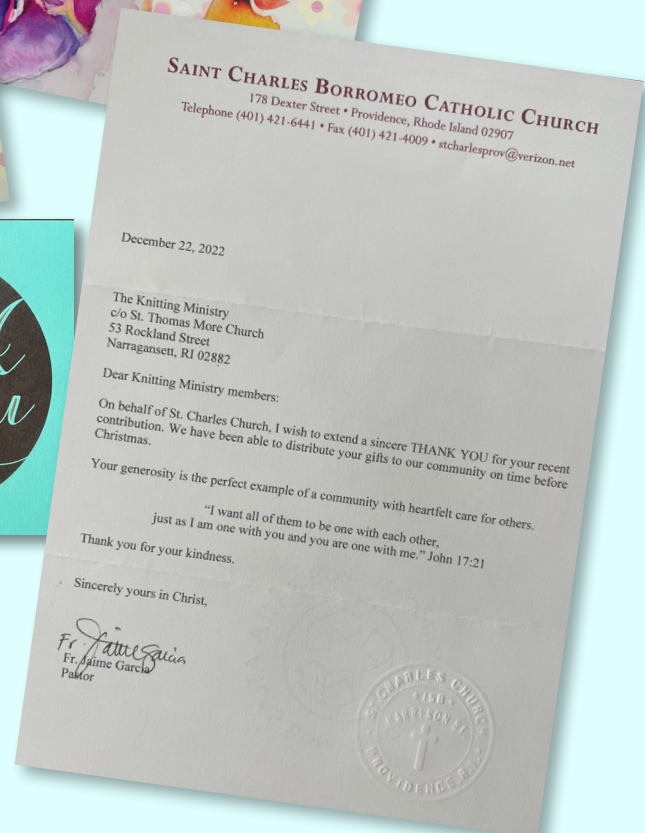 SAINT CHARLES BORROMEO CATHOLIC CHURCH
178 Dexter Street • Providence, Rhode Island 02907
Telephone (401) 421-6441 • Fax (401) 421-4009 • stcharlesprov@verizon.net
December 22, 2022
The Knitting Ministry
c/o St. Thomas More Church
53 Rockland Street
Narragansett, RI 02882
Dear Knitting Ministry members:
On behalf of St. Charles Church, I wish to extend a sincere THANK YOU for your recent
contribution. We have been able to distribute your gifts to our community on time before
Christmas.
Your generosity is the perfect example of a community with heartfelt care for others.
“I want all of them to be one with each other,
just as I am one with you and you are one with me.” John 17:21
Thank you for your kindness.
Sincerely yours in Christ,
Fr. Jaime Garcia
Fr. Jaime Garcia
Pastor
ST. CHARLES CHURCH
158
HARRISON ST.
PROVIDENCE, R.I.